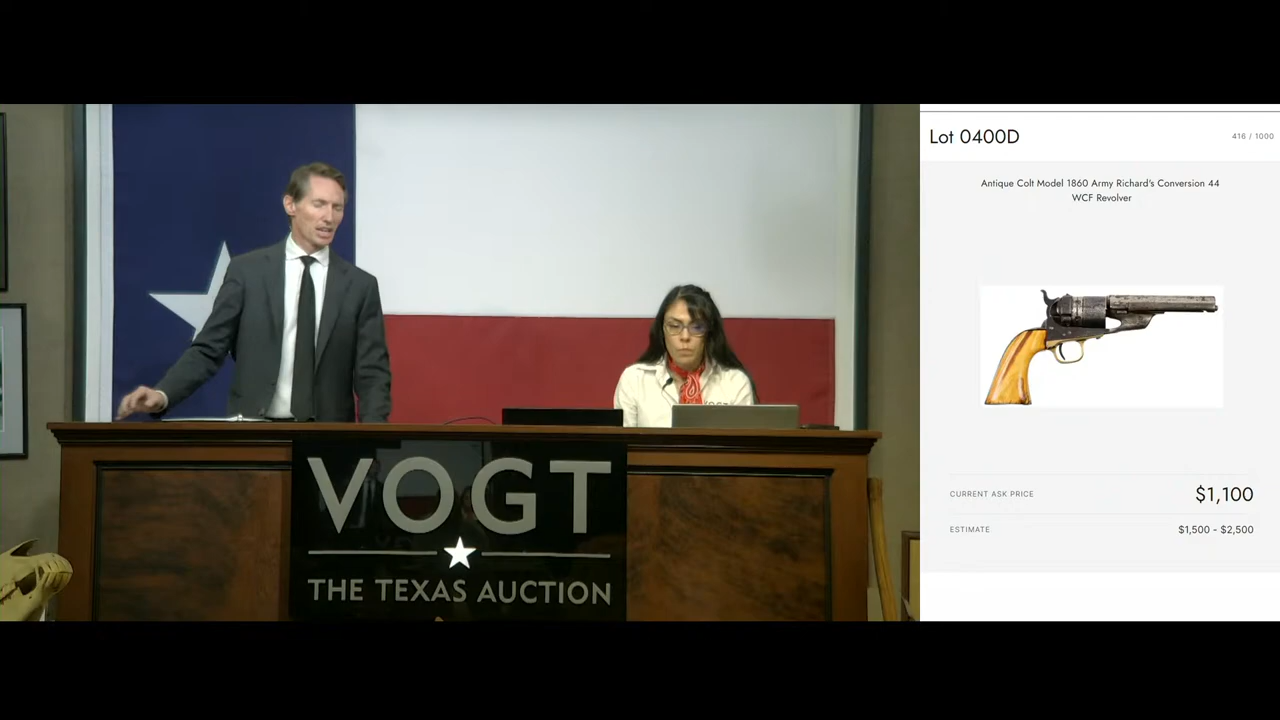 VOGT
THE TEXAS AUCTION
VOGT
Lot 0400D
416 / 1000
Antique Colt Model 1860 Army Richard's Conversion 44
WCF Revolver
CURRENT ASK PRICE
$1,100
ESTIMATE
$1,500 - $2,500